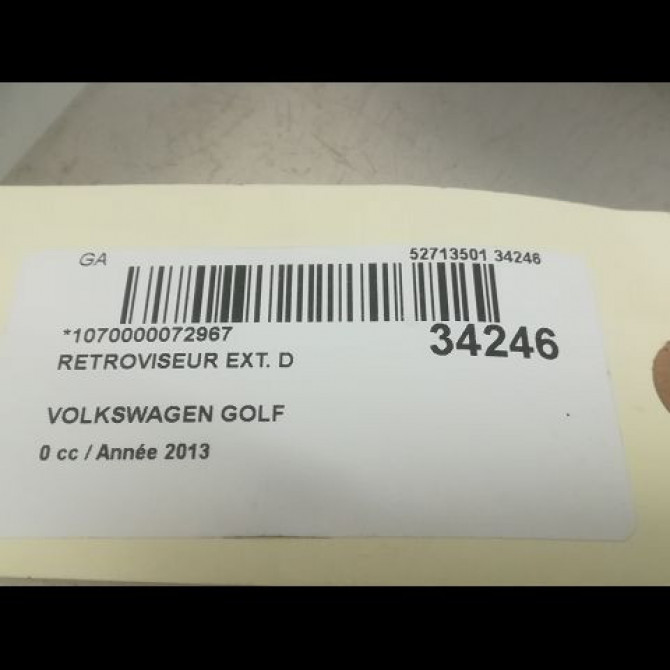 GA 52713501 34246
*1070000072967 34246
RETROVISEUR EXT. D
VOLKSWAGEN GOLF
0 cc / Année 2013